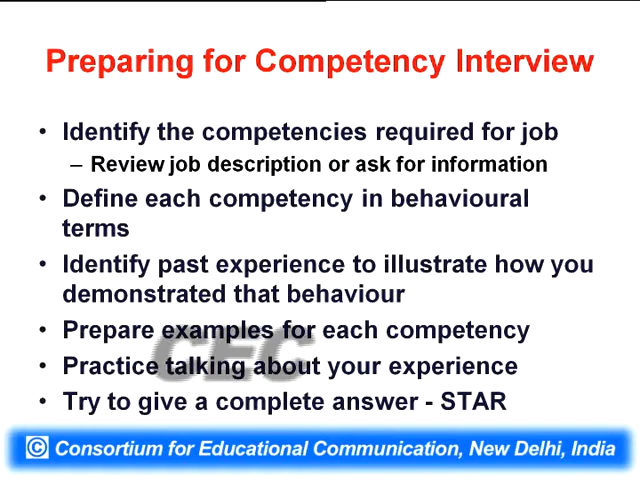 Preparing for Competency Interview
• Identify the competencies required for job
– Review job description or ask for information
• Define each competency in behavioural
terms
• Identify past experience to illustrate how you
demonstrated that behaviour
• Prepare examples for each competency
• Practice talking about your experience
• Try to give a complete answer - STAR
CEC
© Consortium for Educational Communication, New Delhi, India